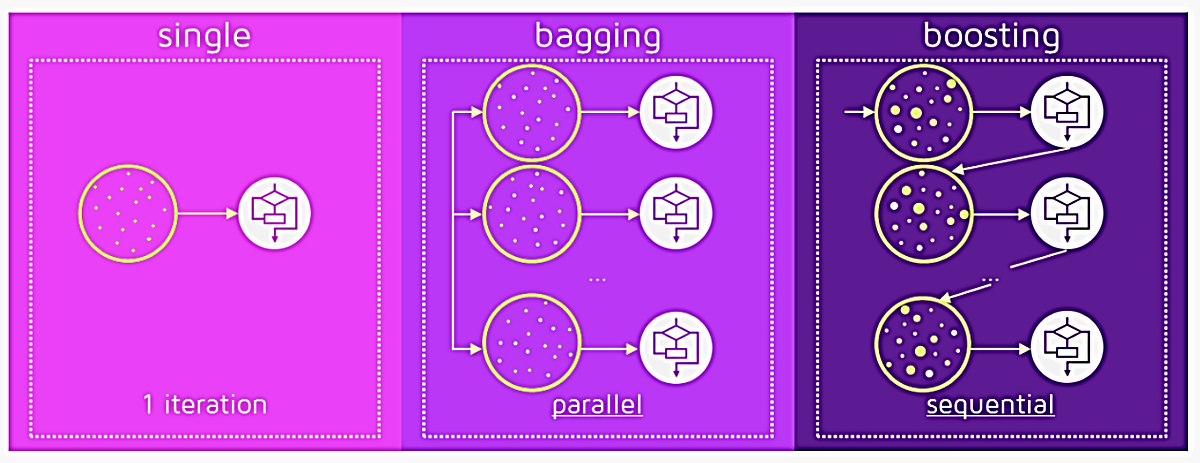 single
bagging
boosting
...
...
1 iteration
parallel
sequential